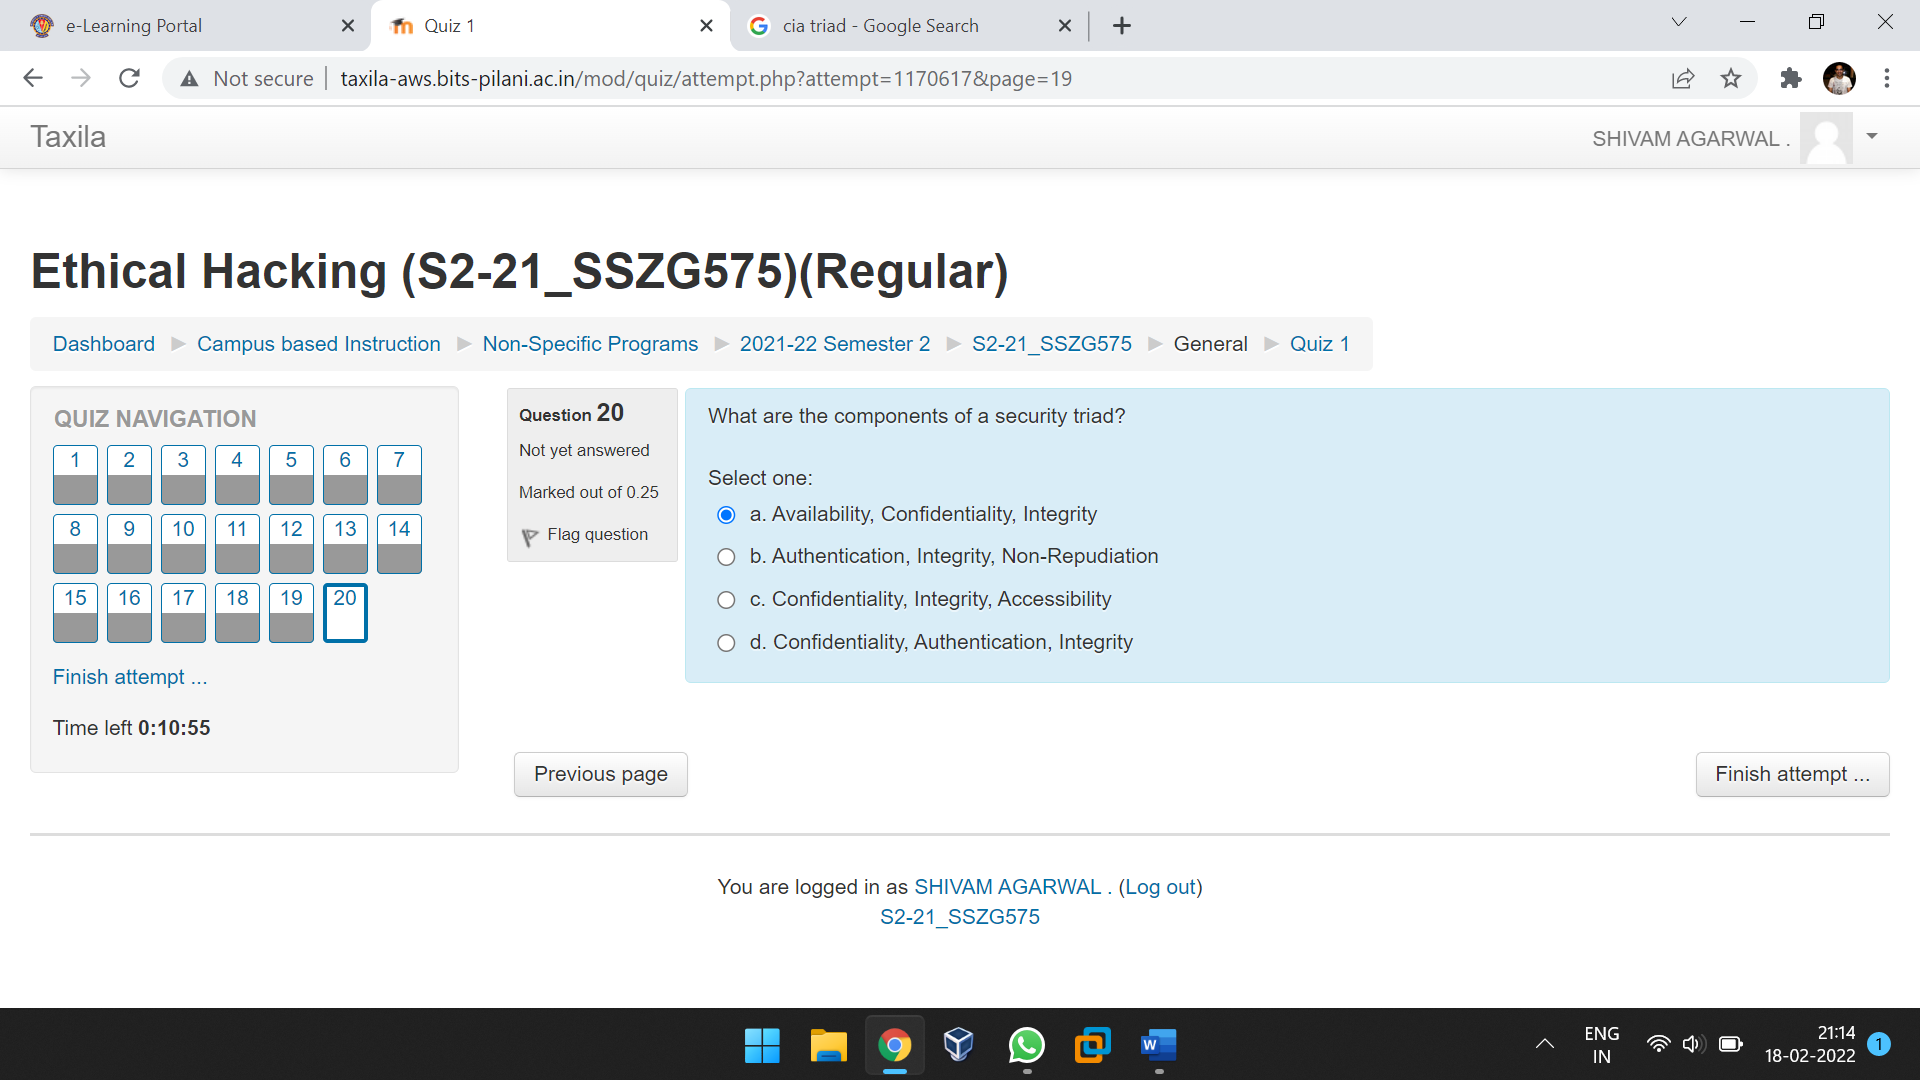 e-Learning Portal
Quiz 1
cia triad - Google Search
Not secure
taxila-aws.bits-pilani.ac.in/mod/quiz/attempt.php?attempt=1170617&page=19
Taxila
SHIVAM AGARWAL .
Ethical Hacking (S2-21_SSZG575)(Regular)
Dashboard Campus based Instruction Non-Specific Programs 2021-22 Semester 2 S2-21_SSZG575 General Quiz 1
QUIZ NAVIGATION
1 2 3 4 5 6 7
8 9 10 11 12 13 14
15 16 17 18 19 20
Finish attempt ...
Time left 0:10:55
Question 20
Not yet answered
Marked out of 0.25
Flag question
What are the components of a security triad?
Select one:
a. Availability, Confidentiality, Integrity
b. Authentication, Integrity, Non-Repudiation
c. Confidentiality, Integrity, Accessibility
d. Confidentiality, Authentication, Integrity
Previous page
Finish attempt ...
You are logged in as SHIVAM AGARWAL . (Log out)
S2-21_SSZG575
W
ENG
IN
21:14
18-02-2022
1